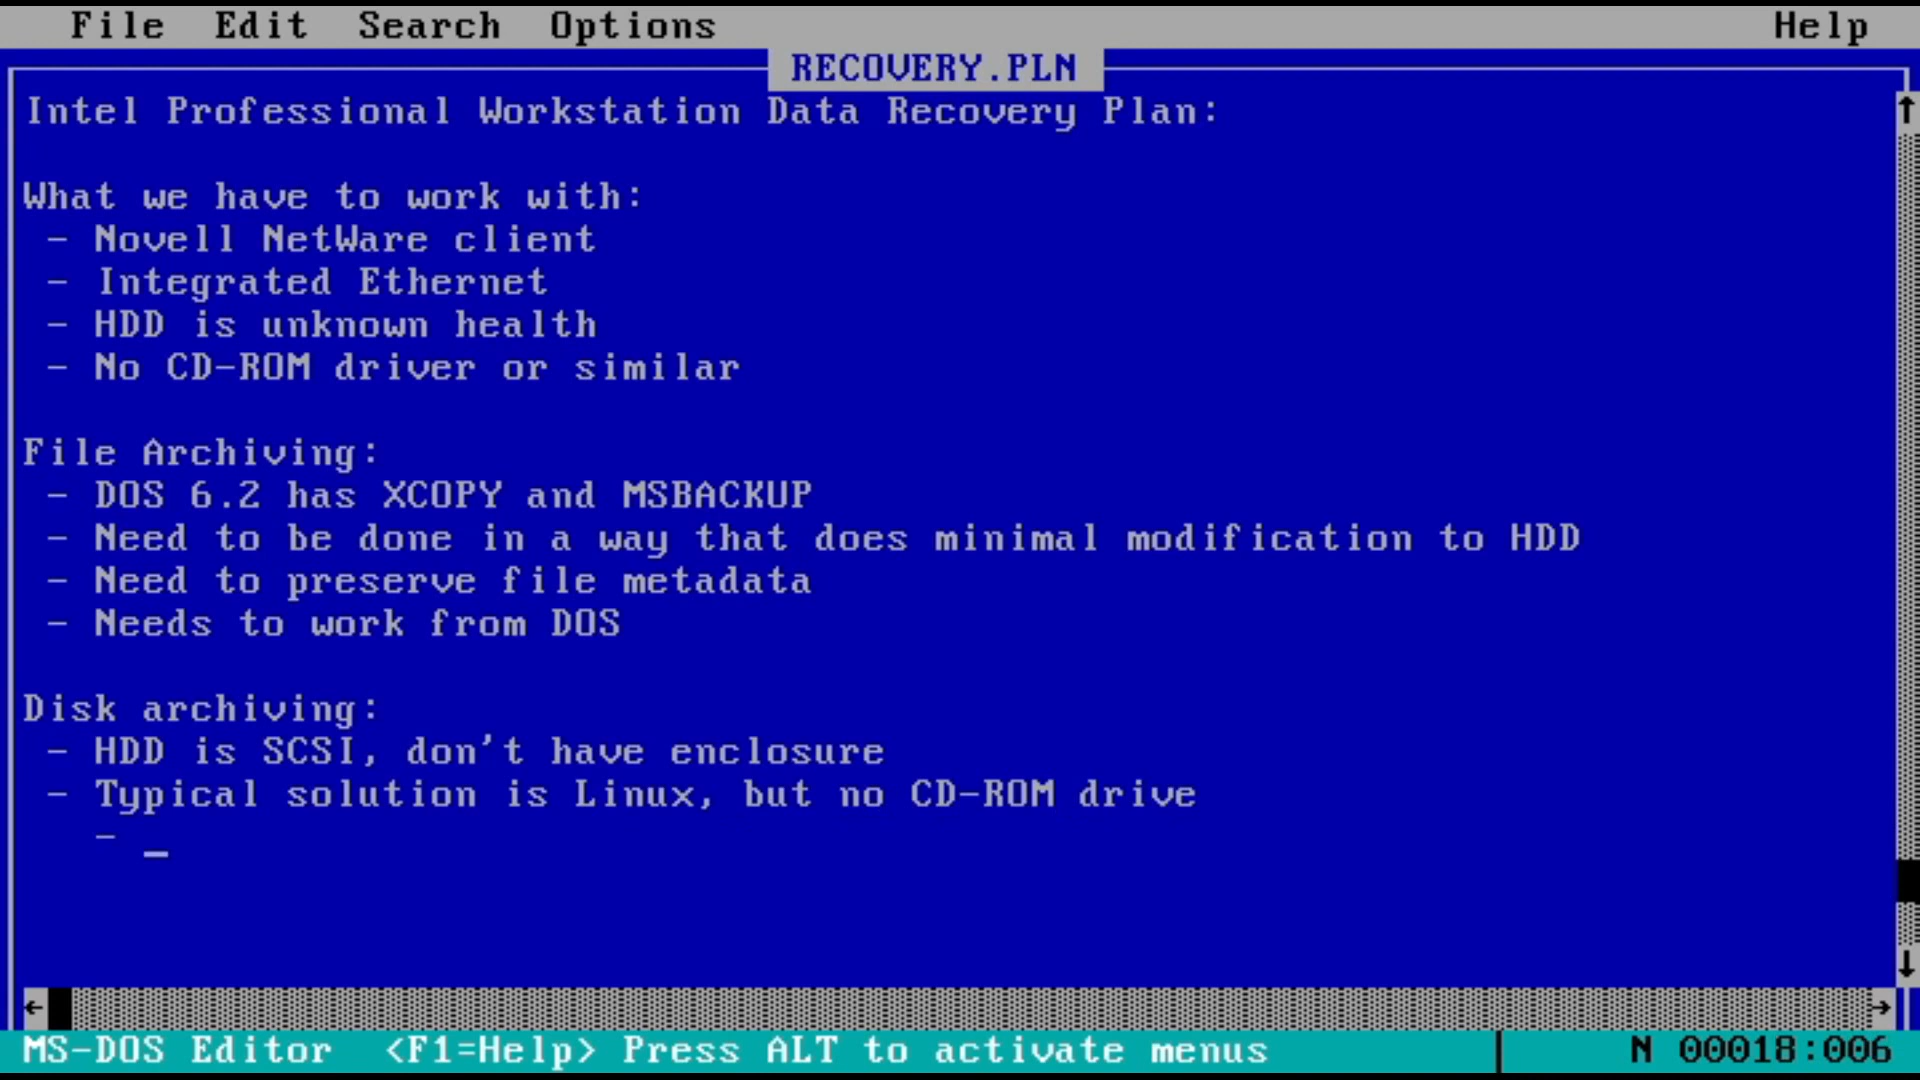 File Edit Search Options Help
RECOVERY.PLN
Intel Professional Workstation Data Recovery Plan:
What we have to work with:
- Novell NetWare client
- Integrated Ethernet
- HDD is unknown health
- No CD-ROM driver or similar
File Archiving:
- DOS 6.2 has XCOPY and MSBACKUP
- Need to be done in a way that does minimal modification to HDD
- Need to preserve file metadata
- Needs to work from DOS
Disk archiving:
- HDD is SCSI, don't have enclosure
- Typical solution is Linux, but no CD-ROM drive
-
MS-DOS Editor <F1=Help> Press ALT to activate menus N 00018:006